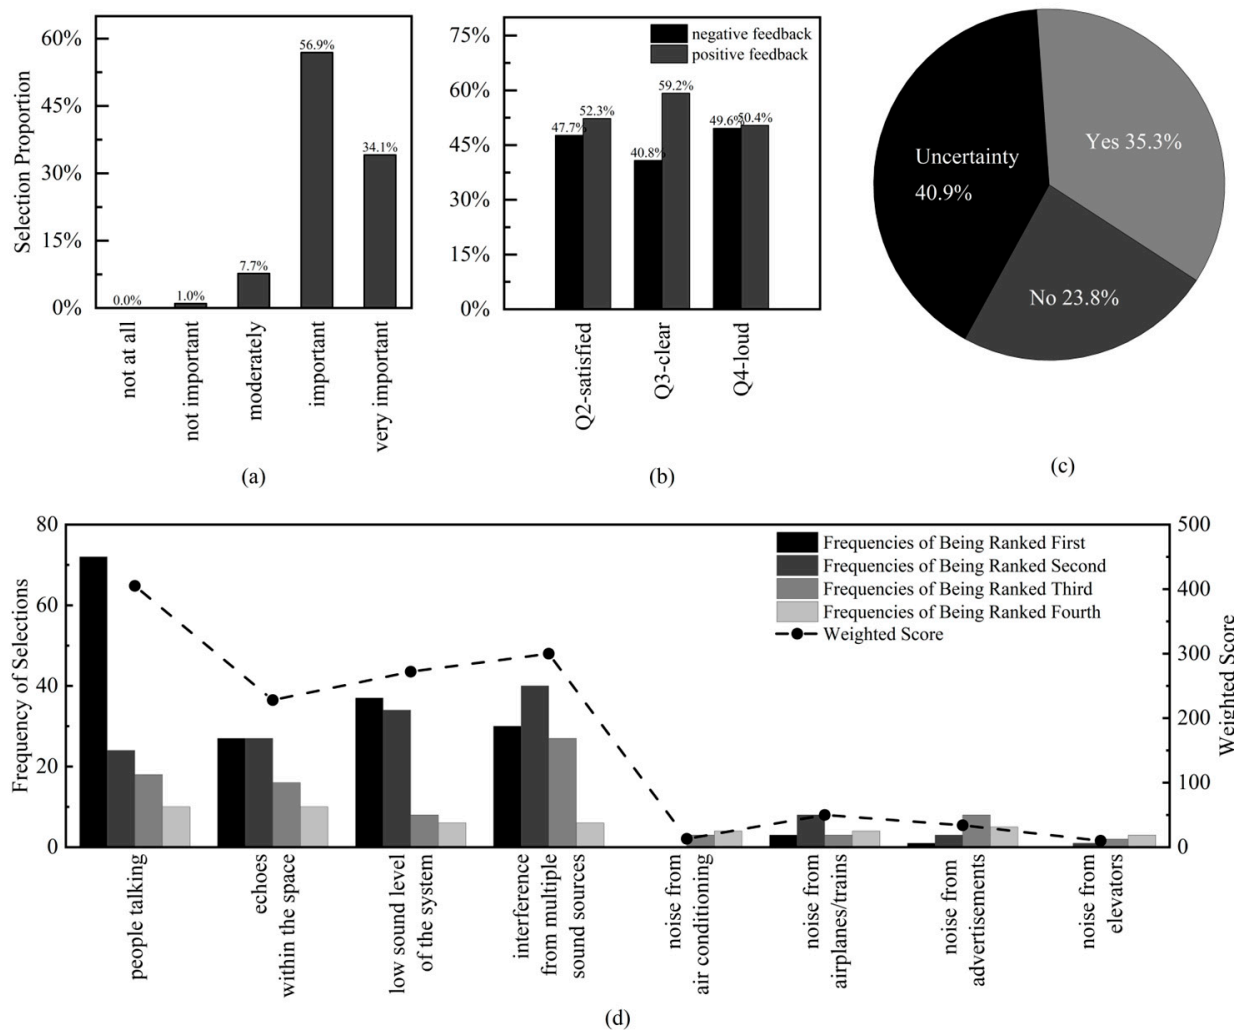 Selection Proportion
60%
45%
30%
15%
0%
0.0%
1.0%
7.7%
56.9%
34.1%
not at all
not important
moderately
important
very important
(a)
75%
60%
45%
30%
15%
0%
negative feedback
positive feedback
47.7%
52.3%
40.8%
59.2%
49.6%
50.4%
Q2-satisfied
Q3-clear
Q4-loud
(b)
Uncertainty
40.9%
Yes 35.3%
No 23.8%
(c)
Frequency of Selections
80
60
40
20
0
Frequencies of Being Ranked First
Frequencies of Being Ranked Second
Frequencies of Being Ranked Third
Frequencies of Being Ranked Fourth
Weighted Score
500
400
300
200
100
0
Weighted Score
people talking
echoes
within the space
low sound level
of the system
interference
from multiple
sound sources
noise from
air conditioning
noise from
airplanes/trains
noise from
advertisements
noise from
elevators
(d)